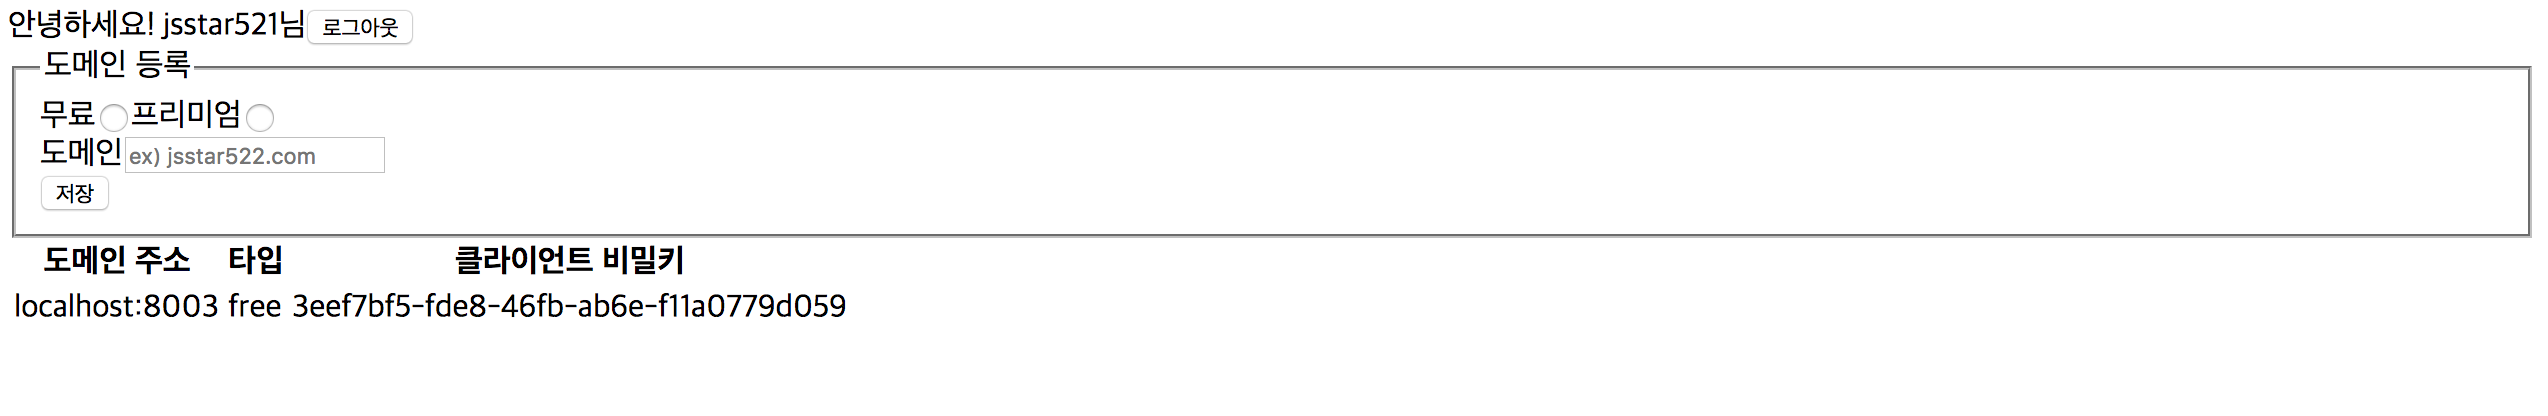 안녕하세요! jsstar521님 로그아웃
도메인 등록
무료 프리미엄
도메인 ex) jsstar522.com
저장
도메인 주소 타입 클라이언트 비밀키
localhost:8003 free 3eef7bf5-fde8-46fb-ab6e-f11a0779d059